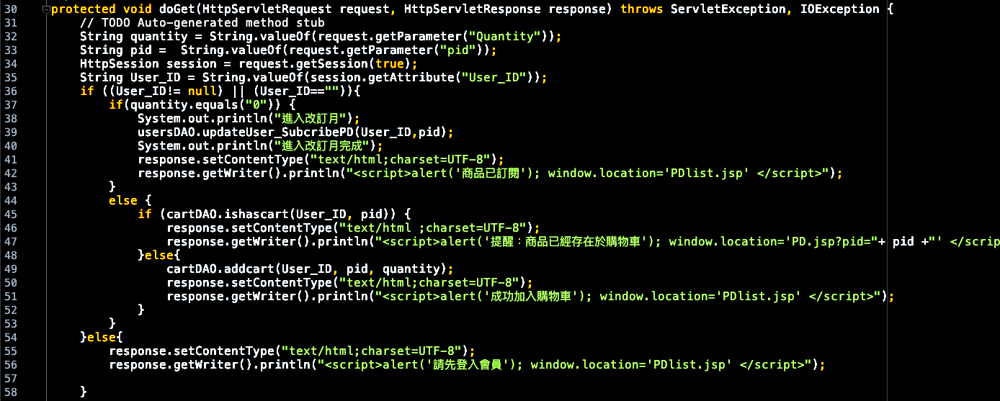 30 protected void doGet(HttpServletRequest request, HttpServletResponse response) throws ServletException, IOException {
31 // TODO Auto-generated method stub
32 String quantity = String.valueOf(request.getParameter("Quantity"));
33 String pid =  String.valueOf(request.getParameter("pid"));
34 HttpSession session = request.getSession(true);
35 String User_ID = String.valueOf(session.getAttribute("User_ID"));
36 if ((User_ID!= null) || (User_ID=="")){
37 if(quantity.equals("0")) {
38 System.out.println("進入改訂月");
39 usersDAO.updateUser_SubcribePD(User_ID,pid);
40 System.out.println("進入改訂月完成");
41 response.setContentType("text/html;charset=UTF-8");
42 response.getWriter().println("<script>alert('商品已訂閱'); window.location='PDlist.jsp' </script>");
43 }
44 else {
45 if (cartDAO.ishascart(User_ID, pid)) {
46 response.setContentType("text/html ;charset=UTF-8");
47 response.getWriter().println("<script>alert('提醒：商品已經存在於購物車'); window.location='PD.jsp?pid="+ pid +"' </scrip
48 }else{
49 cartDAO.addcart(User_ID, pid, quantity);
50 response.setContentType("text/html;charset=UTF-8");
51 response.getWriter().println("<script>alert('成功加入購物車'); window.location='PDlist.jsp' </script>");
52 }
53 }
54 }else{
55 response.setContentType("text/html;charset=UTF-8");
56 response.getWriter().println("<script>alert('請先登入會員'); window.location='PDlist.jsp' </script>");
57
58 }